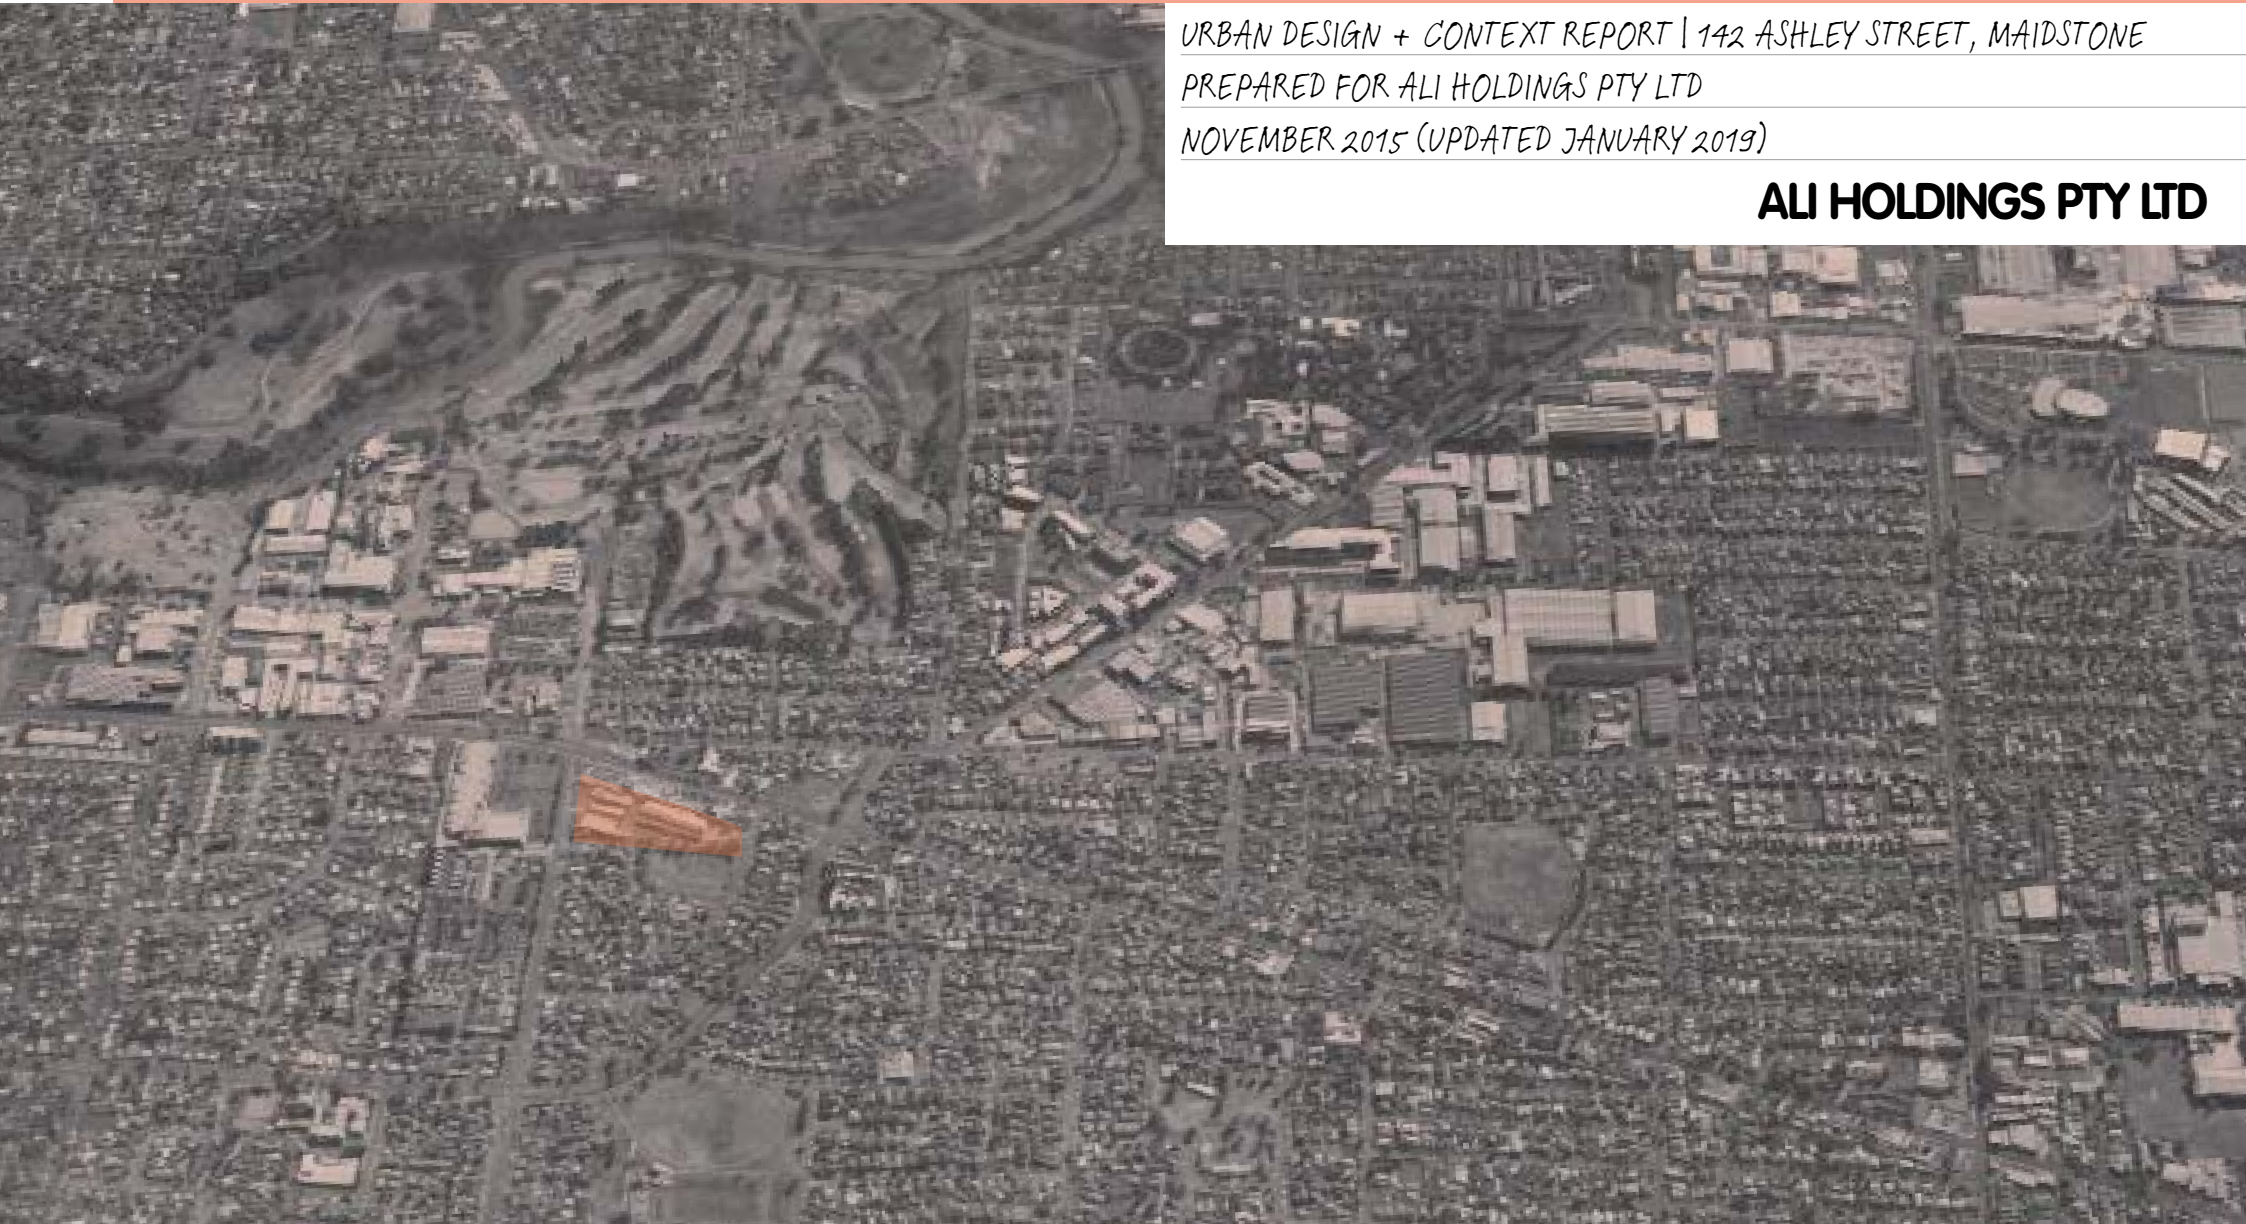 URBAN DESIGN + CONTEXT REPORT | 142 ASHLEY STREET, MAIDSTONE
PREPARED FOR ALI HOLDINGS PTY LTD
NOVEMBER 2015 (UPDATED JANUARY 2019)
ALI HOLDINGS PTY LTD